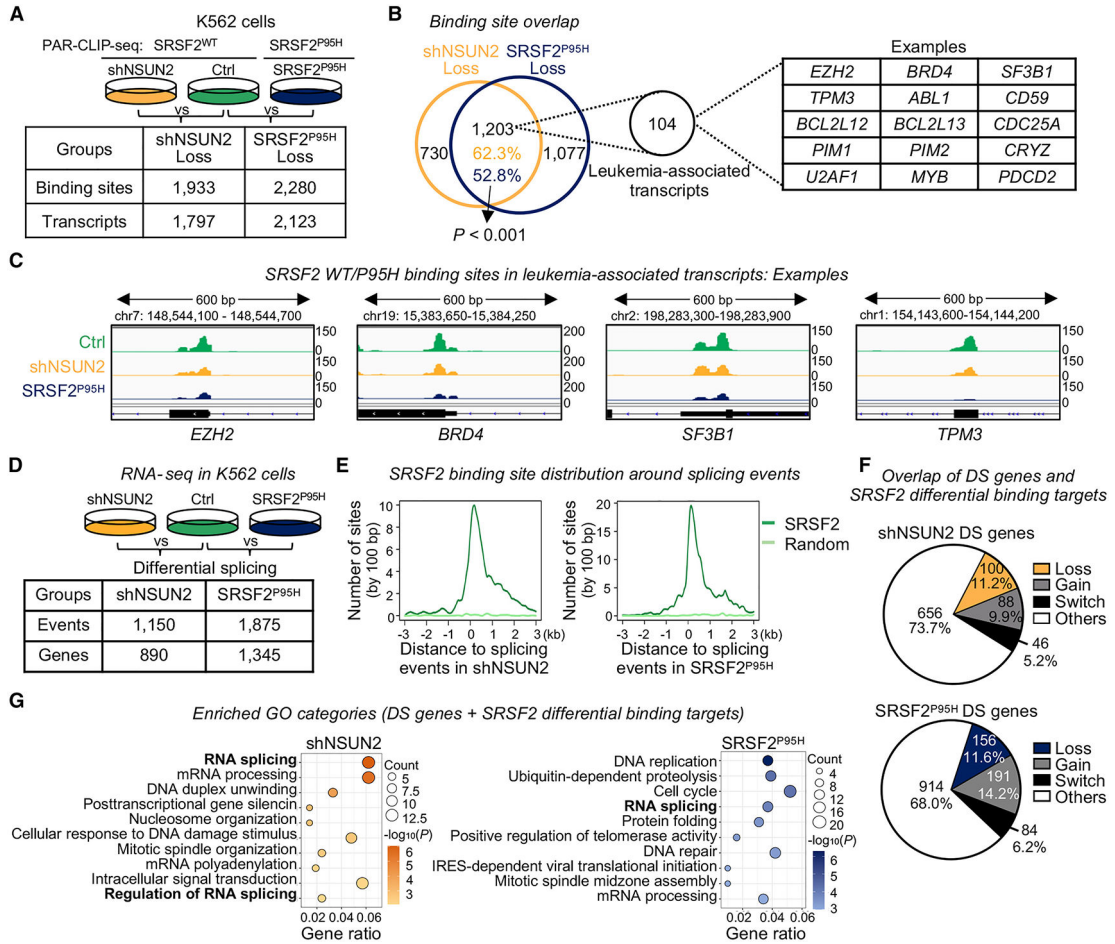 A
K562 cells
PAR-CLIP-seq: SRSF2WT SRSF2P95H
shNSUN2 Ctrl SRSF2P95H
vs vs
Groups shNSUN2 Loss SRSF2P95H Loss
Binding sites 1,933 2,280
Transcripts 1,797 2,123
B
Binding site overlap
shNSUN2 Loss
SRSF2P95H Loss
730
1,203
62.3%
52.8%
1,077
P < 0.001
104
Leukemia-associated
transcripts
Examples
EZH2 BRD4 SF3B1
TPM3 ABL1 CD59
BCL2L12 BCL2L13 CDC25A
PIM1 PIM2 CRYZ
U2AF1 MYB PDCD2
C
SRSF2 WT/P95H binding sites in leukemia-associated transcripts: Examples
Ctrl
shNSUN2
SRSF2P95H
600 bp
chr7: 148,544,100 - 148,544,700
150
0
150
0
150
0
EZH2
600 bp
chr19: 15,383,650-15,384,250
200
0
200
0
200
0
BRD4
600 bp
chr2: 198,283,300-198,283,900
150
0
150
0
150
0
SF3B1
600 bp
chr1: 154,143,600-154,144,200
150
0
150
0
150
0
TPM3
D
RNA-seq in K562 cells
shNSUN2 Ctrl SRSF2P95H
vs vs
Differential splicing
Groups shNSUN2 SRSF2P95H
Events 1,150 1,875
Genes 890 1,345
E
SRSF2 binding site distribution around splicing events
Number of sites
(by 100 bp)
10
8
6
4
2
0
-3 -2 -1 0 1 2 3 (kb)
Distance to splicing
events in shNSUN2
Number of sites
(by 100 bp)
20
15
10
5
0
-3 -2 -1 0 1 2 3 (kb)
Distance to splicing
events in SRSF2P95H
SRSF2
Random
F
Overlap of DS genes and
SRSF2 differential binding targets
shNSUN2 DS genes
100
11.2%
88
9.9%
46
5.2%
656
73.7%
Loss
Gain
Switch
Others
SRSF2P95H DS genes
156
11.6%
191
14.2%
84
6.2%
914
68.0%
Loss
Gain
Switch
Others
G
Enriched GO categories (DS genes + SRSF2 differential binding targets)
shNSUN2
RNA splicing
mRNA processing
DNA duplex unwinding
Posttranscriptional gene silencin
Nucleosome organization
Cellular response to DNA damage stimulus
Mitotic spindle organization
mRNA polyadenylation
Intracellular signal transduction
Regulation of RNA splicing
0.02 0.04 0.06
Gene ratio
Count
5
7.5
10
12.5
-log10(P)
6
5
4
3
SRSF2P95H
DNA replication
Ubiquitin-dependent proteolysis
Cell cycle
RNA splicing
Protein folding
Positive regulation of telomerase activity
DNA repair
IRES-dependent viral translational initiation
Mitotic spindle midzone assembly
mRNA processing
0.02 0.04 0.06
Gene ratio
Count
4
8
12
16
20
-log10(P)
6
5
4
3